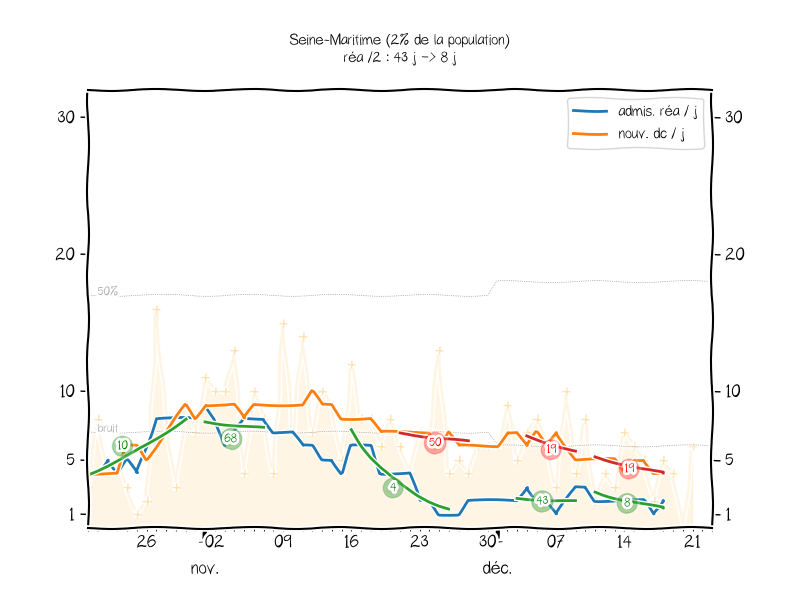 Seine-Maritime (2% de la population)
réa /2 : 43 j -> 8 j
admis. réa / j
nouv. dc / j
30 30
20 20
50%
10 10
bruit
5 5
1 1
10
68
4
50
43
19
8
19
26 02 09 16 23 30 07 14 21
nov. déc.